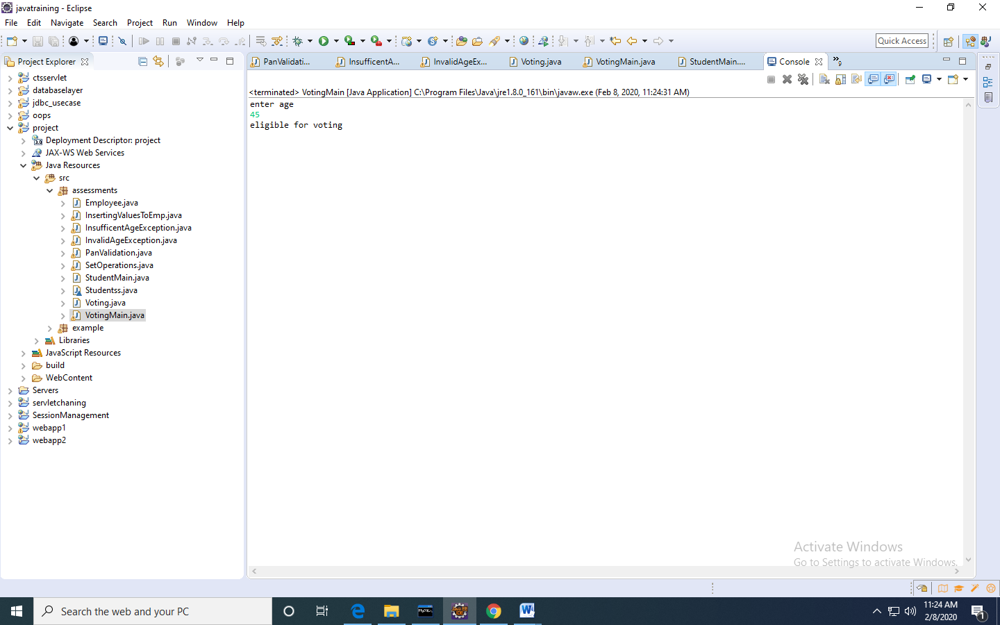 javatraining - Eclipse
File Edit Navigate Search Project Run Window Help
Quick Access
Project Explorer
PanValidati... InsufficentA... InvalidAgeEx... Voting.java VotingMain.java StudentMain.... Console »9
<terminated> VotingMain [Java Application] C:\Program Files\Java\jre1.8.0_161\bin\javaw.exe (Feb 8, 2020, 11:24:31 AM)
enter age
45
eligible for voting
ctsservlet
databaselayer
jdbc_usecase
oops
project
Deployment Descriptor: project
JAX-WS Web Services
Java Resources
src
assessments
Employee.java
InsertingValuesToEmp.java
InsufficentAgeException.java
InvalidAgeException.java
PanValidation.java
SetOperations.java
StudentMain.java
Studentss.java
Voting.java
VotingMain.java
example
Libraries
JavaScript Resources
build
WebContent
Servers
servletchaning
SessionManagement
webapp1
webapp2
Activate Windows
Go to Settings to activate Windows.
Search the web and your PC
11:24 AM
2/8/2020
1